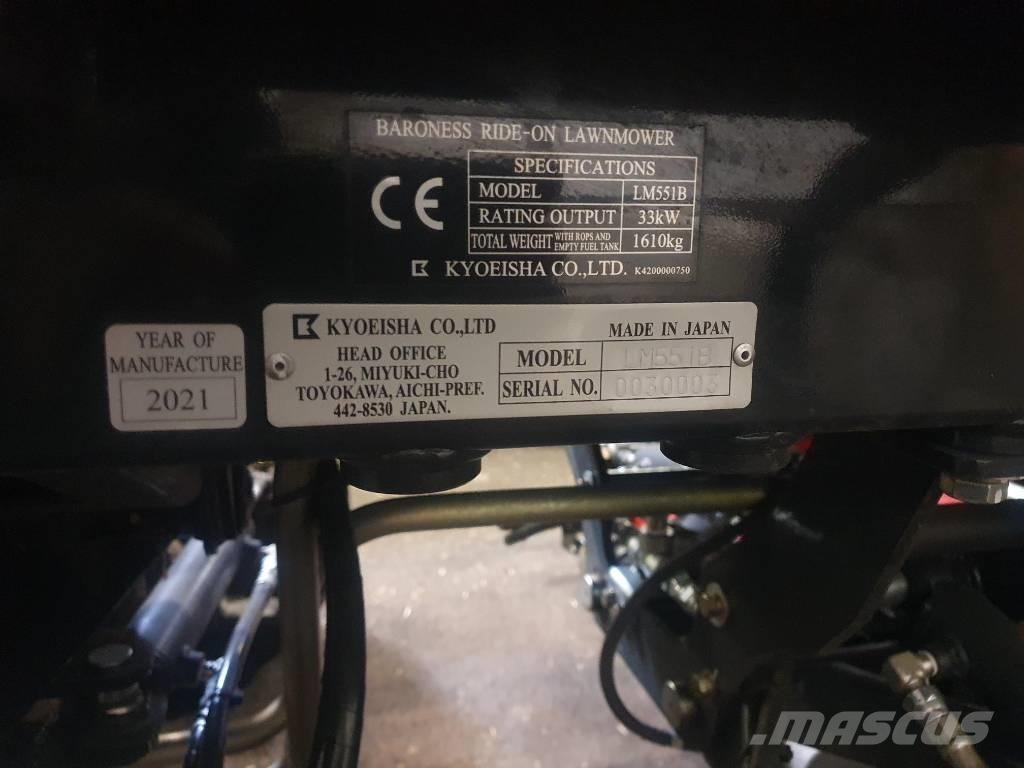 BARONESS RIDE-ON LAWNMOWER
CE
SPECIFICATIONS
MODEL LM551B
RATING OUTPUT 33kW
TOTAL WEIGHT WITH ROPS AND EMPTY FUEL TANK 1610kg
KYOEISHA CO.,LTD. K4200000750
YEAR OF
MANUFACTURE
2021
KYOEISHA CO.,LTD
HEAD OFFICE
1-26, MIYUKI-CHO
TOYOKAWA, AICHI-PREF.
442-8530 JAPAN.
MADE IN JAPAN
MODEL LM551B
SERIAL NO. 0030003
MASCUS